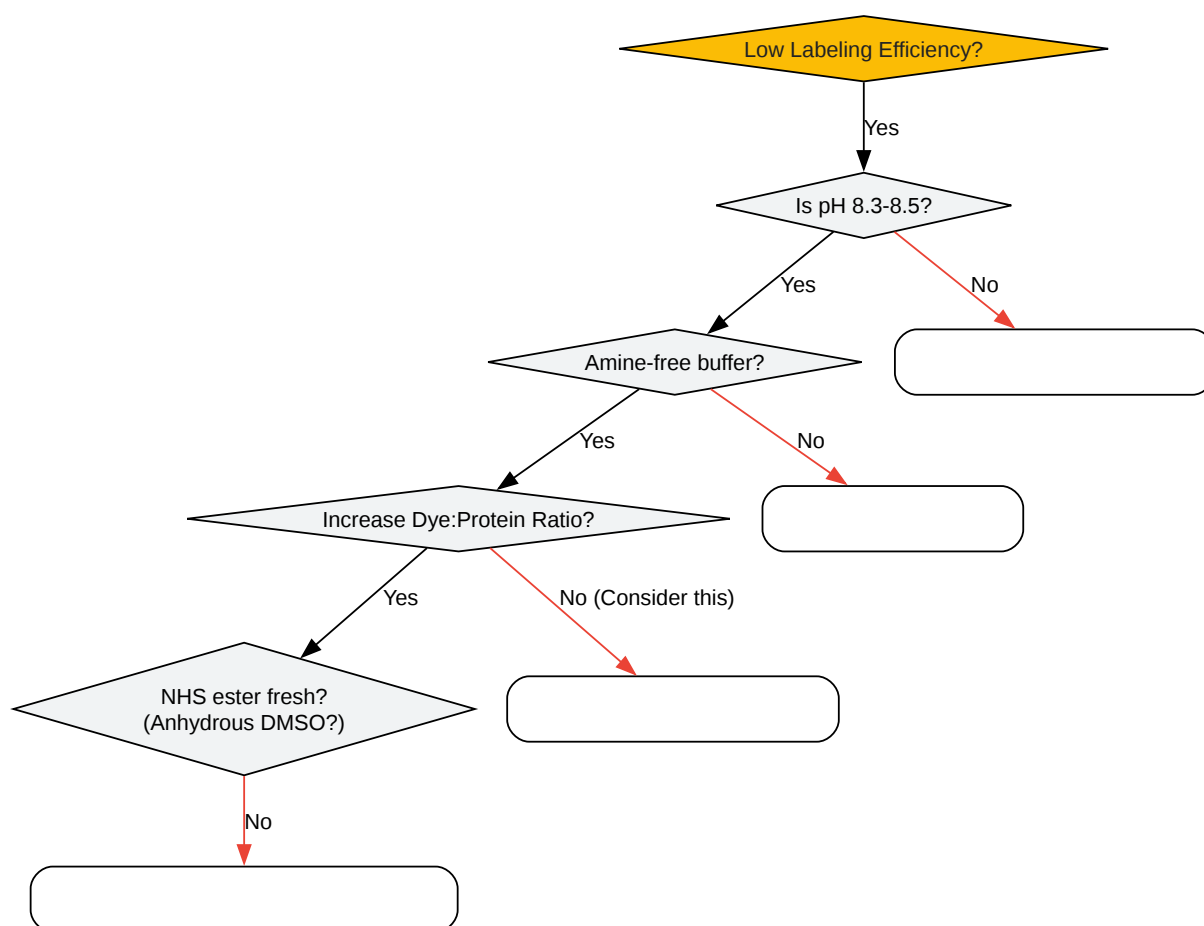 Low Labeling Efficiency?
Yes
Is pH 8.3-8.5?
Yes
No
Amine-free buffer?
Yes
No
Increase Dye:Protein Ratio?
Yes
No (Consider this)
NHS ester fresh?
(Anhydrous DMSO?)
No